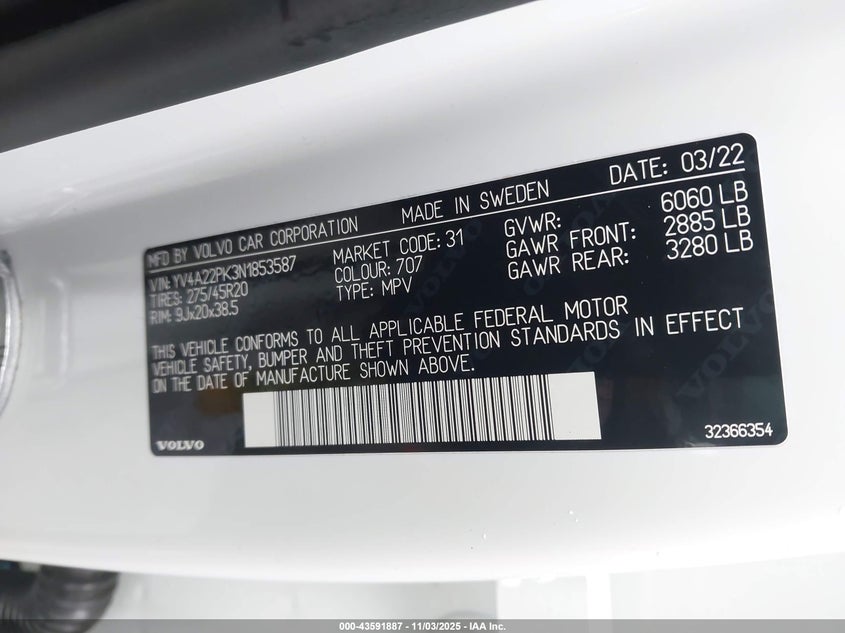 MFD BY VOLVO CAR CORPORATION MADE IN SWEDEN DATE: 03/22
VIN: YV4A22PK3N1853587 MARKET CODE: 31 GVWR: 6060 LB
TIRES: 275/45R20 COLOUR: 707 GAWR FRONT: 2885 LB
RIM: 9Jx20x38.5 TYPE: MPV GAWR REAR: 3280 LB
THIS VEHICLE CONFORMS TO ALL APPLICABLE FEDERAL MOTOR
VEHICLE SAFETY, BUMPER AND THEFT PREVENTION STANDARDS IN EFFECT
ON THE DATE OF MANUFACTURE SHOWN ABOVE.
VOLVO 32366354
000-43591887 - 11/03/2025 - IAA Inc.